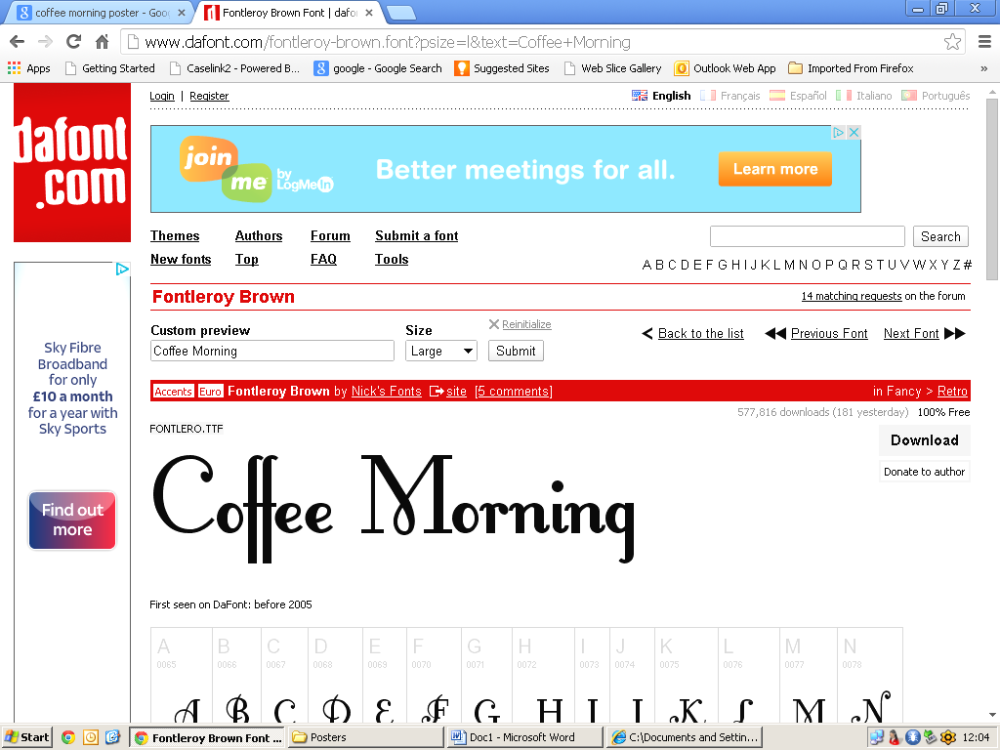 coffee morning poster - Goo
Fontleroy Brown Font | dafo
www.dafont.com/fontleroy-brown.font?psize=l&text=Coffee+Morning
Apps Getting Started Caselink2 - Powered B... google - Google Search Suggested Sites Web Slice Gallery Outlook Web App Imported From Firefox »
dafont
.com
Login | Register
English Français Español Italiano Português
join
me
by
LogMeIn
Better meetings for all.
Learn more
Themes Authors Forum Submit a font
New fonts Top FAQ Tools
Search
A B C D E F G H I J K L M N O P Q R S T U V W X Y Z #
Fontleroy Brown
14 matching requests on the forum
Custom preview Size Reinitialize
Coffee Morning Large Submit
Back to the list Previous Font Next Font
Accents Euro Fontleroy Brown by Nick's Fonts site [5 comments] in Fancy > Retro
577,816 downloads (181 yesterday) 100% Free
FONTLERO.TTF
Download
Donate to author
Coffee Morning
First seen on DaFont: before 2005
A B C D E F G H I J K L M N
0065 0066 0067 0068 0069 0070 0071 0072 0073 0074 0075 0076 0077 0078
A B C D E F G H I J K L M N
Sky Fibre
Broadband
for only
£10 a month
for a year with
Sky Sports
Find out
more
Start Fontleroy Brown Font ... Posters Doc1 - Microsoft Word C:\Documents and Settin... 12:04